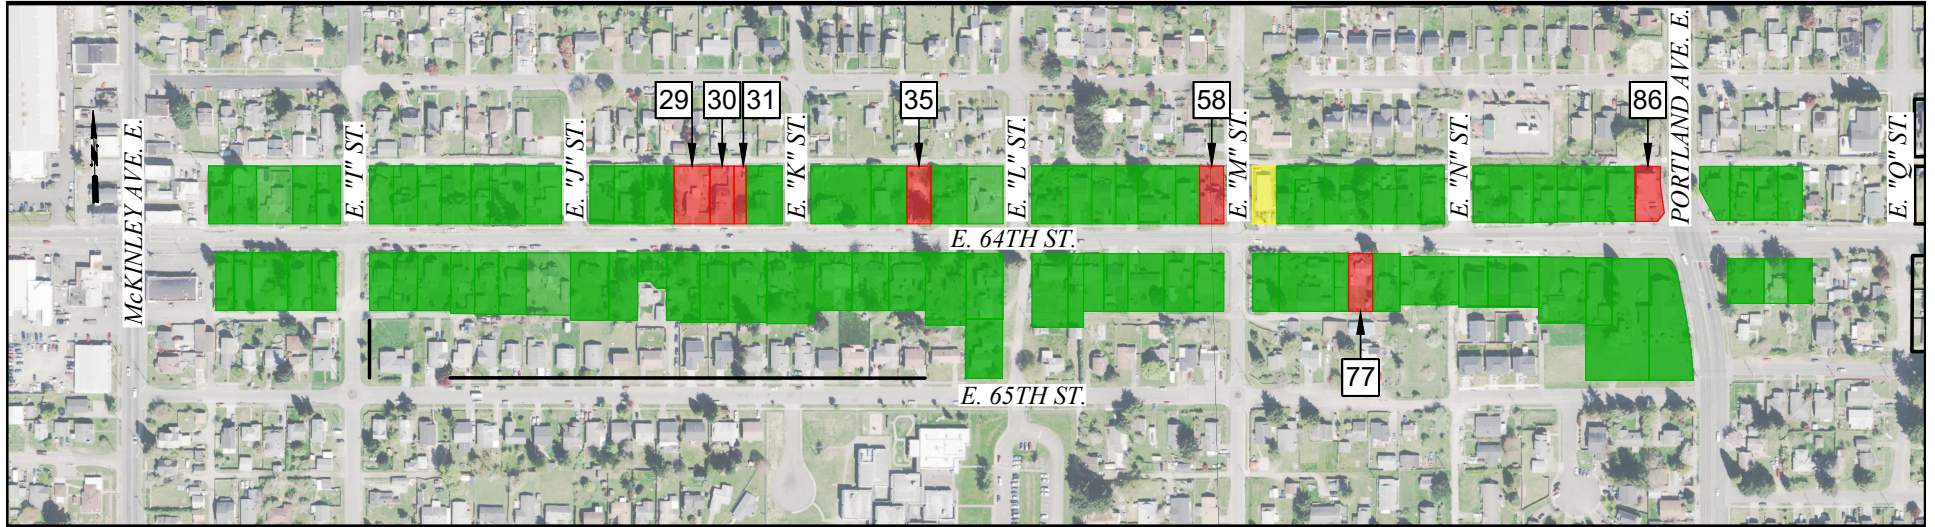 29
30
31
35
58
86
McKINLEY AVE. E.
E. "I" ST.
E. "J" ST.
E. "K" ST.
E. "L" ST.
E. "M" ST.
E. "N" ST.
PORTLAND AVE. E.
E. "Q" ST.
E. 64TH ST.
77
E. 65TH ST.